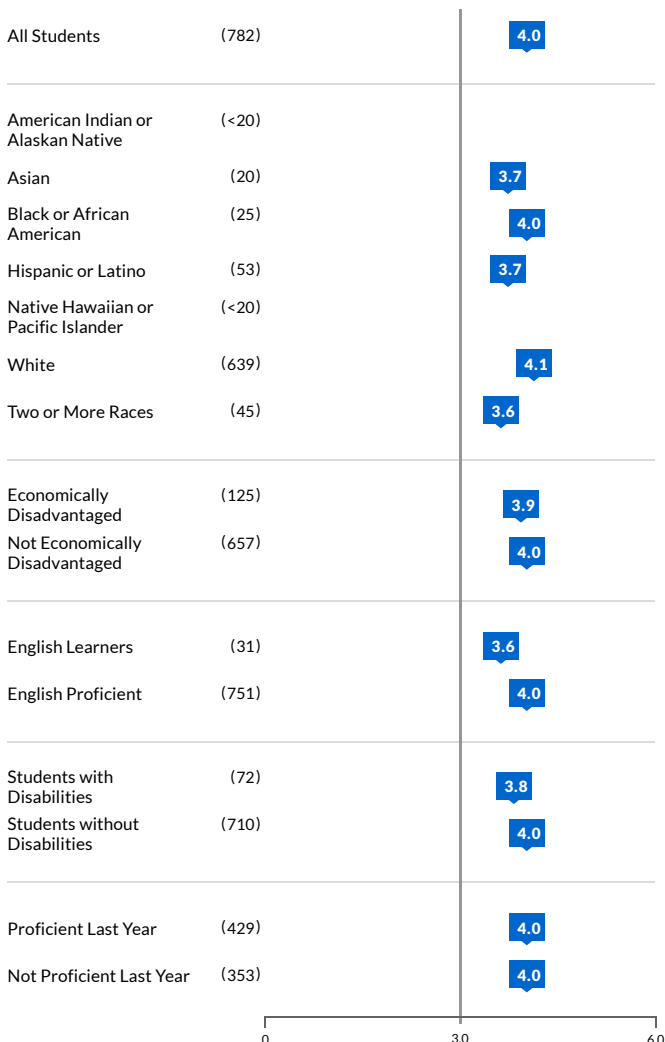 All Students (782) 4.0
American Indian or (<20)
Alaskan Native
Asian (20) 3.7
Black or African (25) 4.0
American
Hispanic or Latino (53) 3.7
Native Hawaiian or (<20)
Pacific Islander
White (639) 4.1
Two or More Races (45) 3.6
Economically (125) 3.9
Disadvantaged
Not Economically (657) 4.0
Disadvantaged
English Learners (31) 3.6
English Proficient (751) 4.0
Students with (72) 3.8
Disabilities
Students without (710) 4.0
Disabilities
Proficient Last Year (429) 4.0
Not Proficient Last Year (353) 4.0
0 3.0 6.0